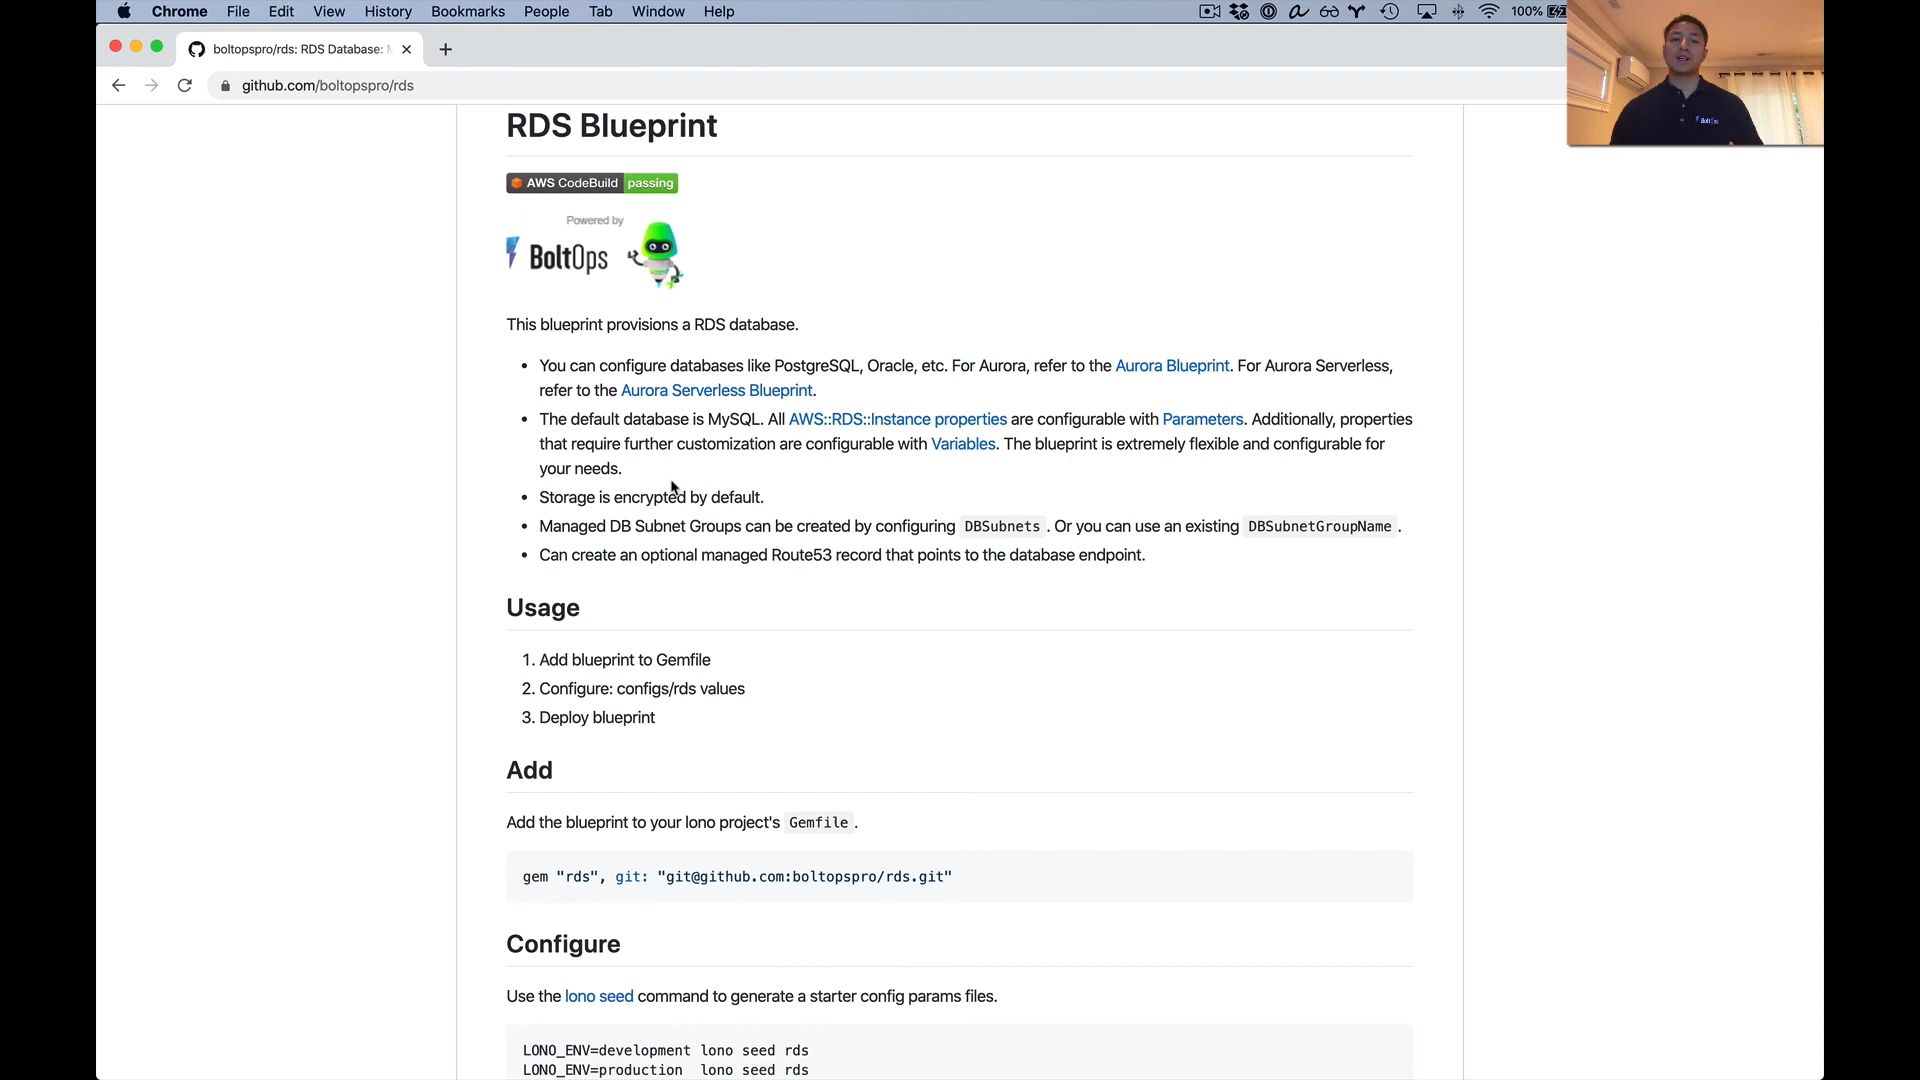 Chrome File Edit View History Bookmarks People Tab Window Help 100%
boltopspro/rds: RDS Database:
github.com/boltopspro/rds
BoltOps
RDS Blueprint
AWS CodeBuild passing
Powered by
BoltOps
This blueprint provisions a RDS database.
• You can configure databases like PostgreSQL, Oracle, etc. For Aurora, refer to the Aurora Blueprint. For Aurora Serverless,
refer to the Aurora Serverless Blueprint.
• The default database is MySQL. All AWS::RDS::Instance properties are configurable with Parameters. Additionally, properties
that require further customization are configurable with Variables. The blueprint is extremely flexible and configurable for
your needs.
• Storage is encrypted by default.
• Managed DB Subnet Groups can be created by configuring DBSubnets. Or you can use an existing DBSubnetGroupName.
• Can create an optional managed Route53 record that points to the database endpoint.
Usage
1. Add blueprint to Gemfile
2. Configure: configs/rds values
3. Deploy blueprint
Add
Add the blueprint to your lono project's Gemfile.
gem "rds", git: "git@github.com:boltopspro/rds.git"
Configure
Use the lono seed command to generate a starter config params files.
LONO_ENV=development lono seed rds
LONO_ENV=production lono seed rds